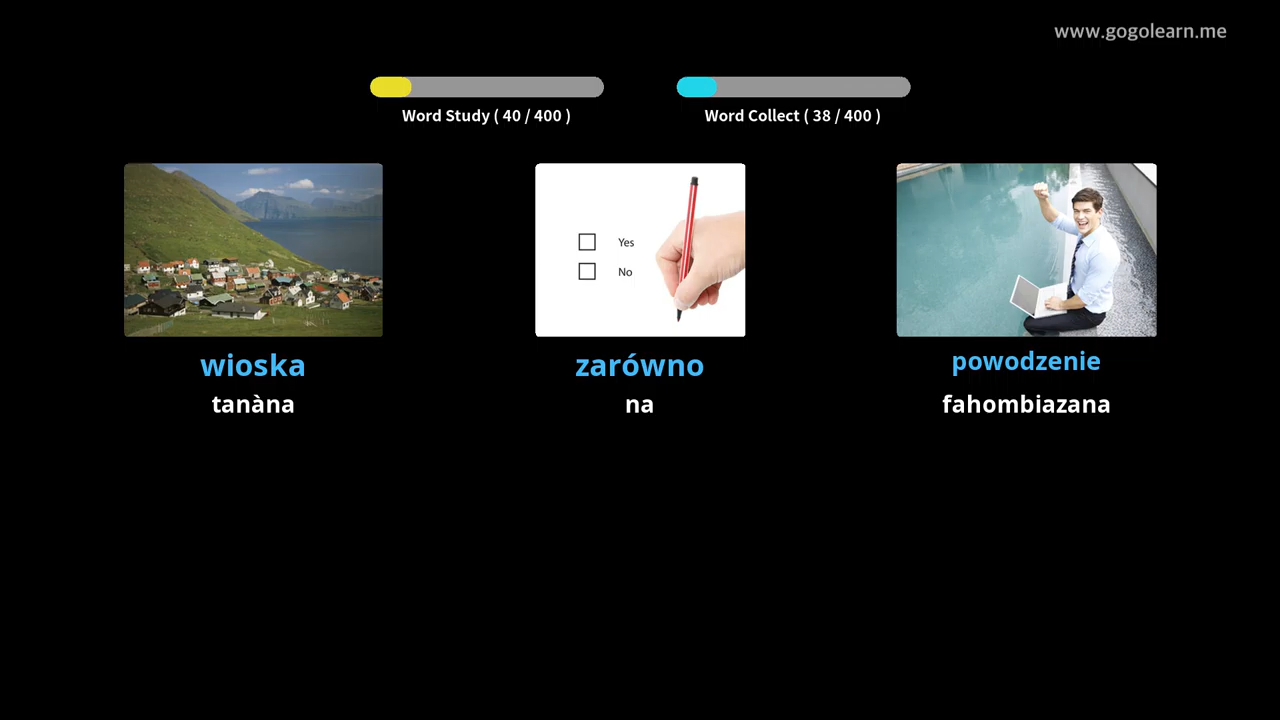 www.gogolearn.me
Word Study ( 40 / 400 )
Word Collect ( 38 / 400 )
Yes
No
wioska
zarówno
powodzenie
tanàna
na
fahombiazana